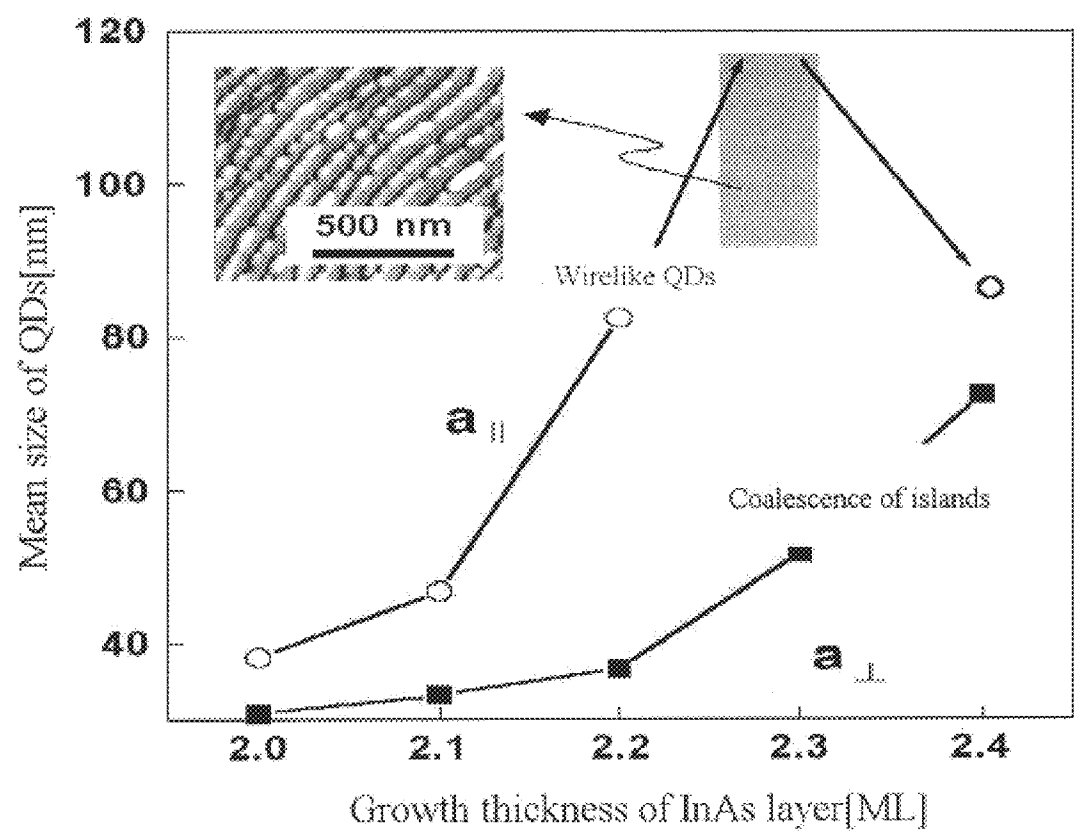 120
100
80
60
40
Mean size of QDs[nm]
500 nm
Wirelike QDs
a ||
Coalescence of islands
a ⊥
2.0 2.1 2.2 2.3 2.4
Growth thickness of InAs layer[ML]